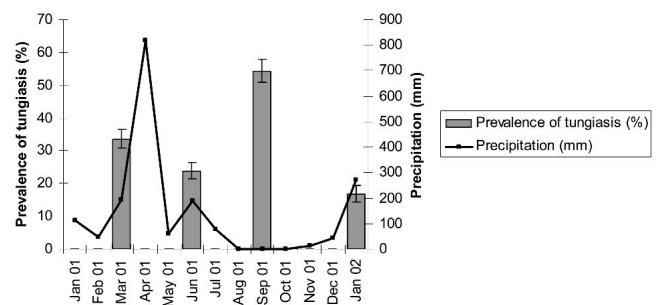 Prevalence of tungiasis (%)
70
60
50
40
30
20
10
0
900
800
700
600
500
400
300
200
100
0
Precipitation (mm)
Jan 01
Feb 01
Mar 01
Apr 01
May 01
Jun 01
Jul 01
Aug 01
Sep 01
Oct 01
Nov 01
Dec 01
Jan 02
Prevalence of tungiasis (%)
Precipitation (mm)